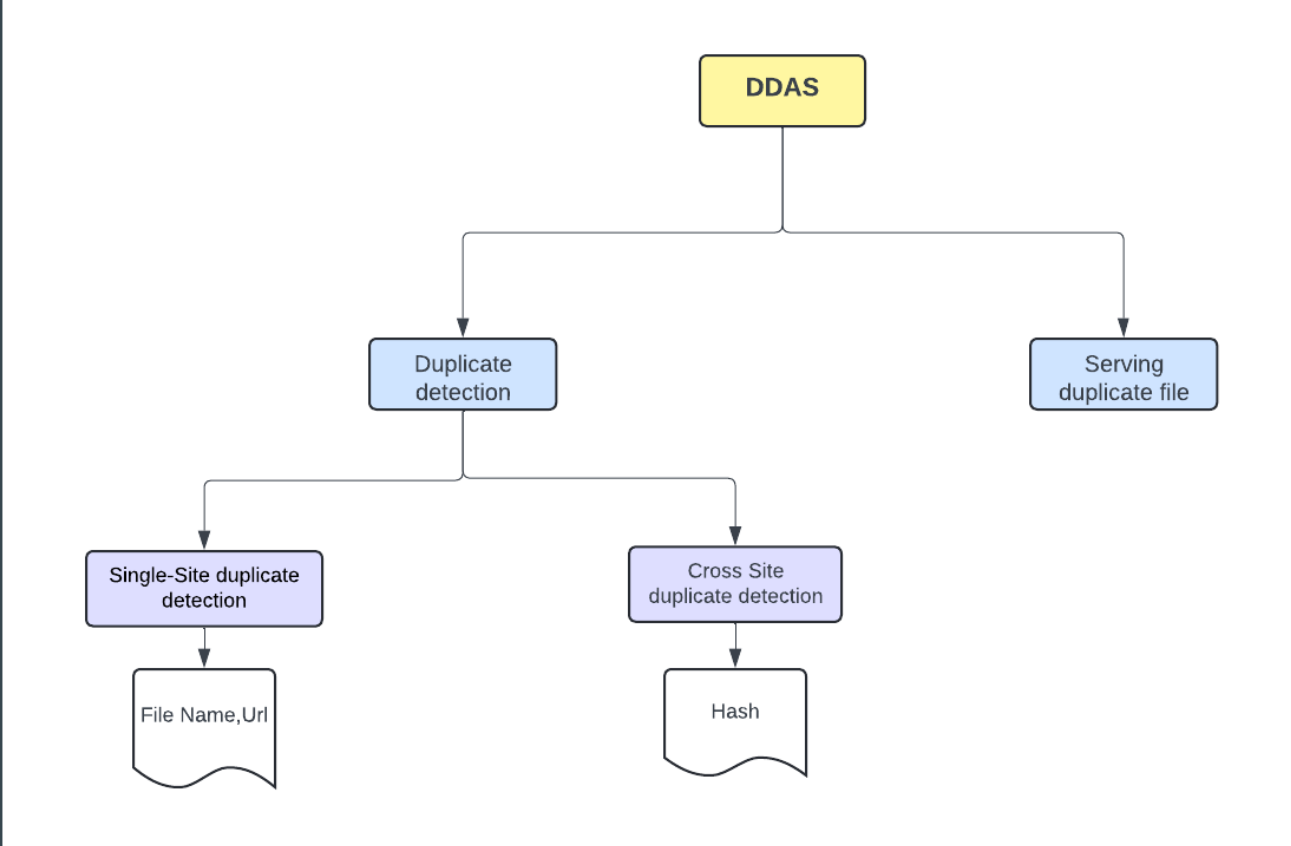 DDAS
Duplicate
detection
Serving
duplicate file
Single-Site duplicate
detection
Cross Site
duplicate detection
File Name,Url
Hash